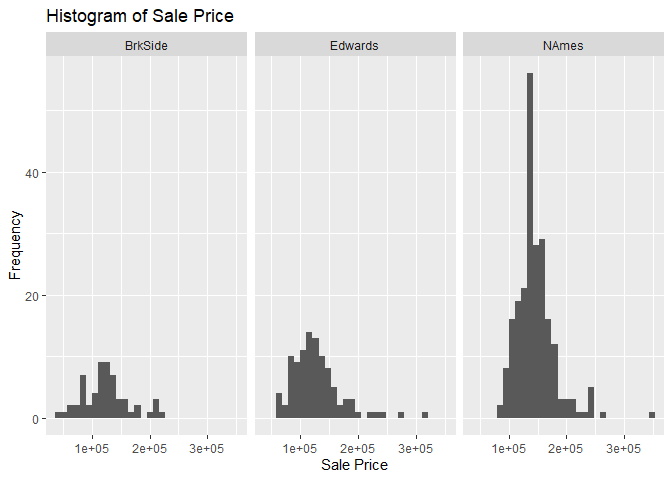 Histogram of Sale Price
BrkSide Edwards NAmes
Frequency
40
20
0
1e+05 2e+05 3e+05 1e+05 2e+05 3e+05 1e+05 2e+05 3e+05
Sale Price